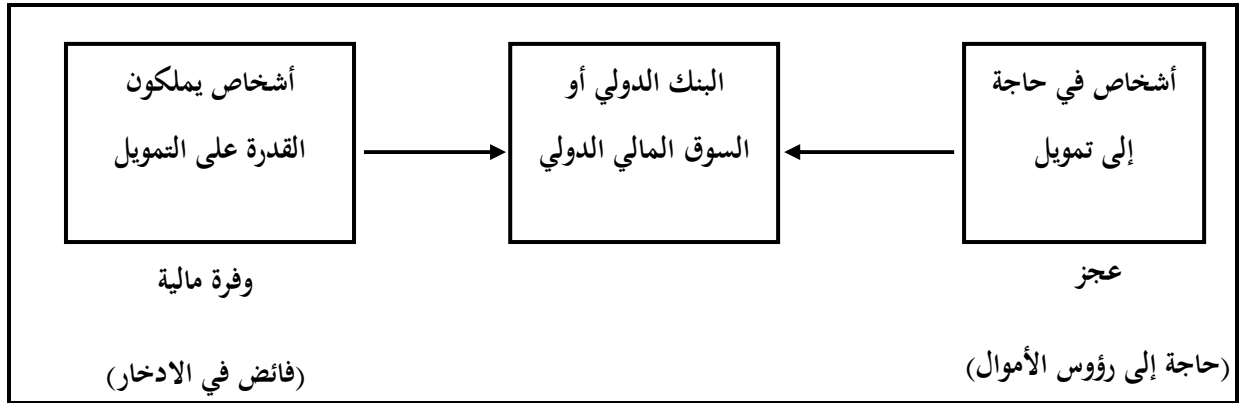 أشخاص في حاجة
إلى تمويل
عجز
(حاجة إلى رؤوس الأموال)
البنك الدولي أو
السوق المالي الدولي
أشخاص يملكون
القدرة على التمويل
وفرة مالية
(فائض في الادخار)